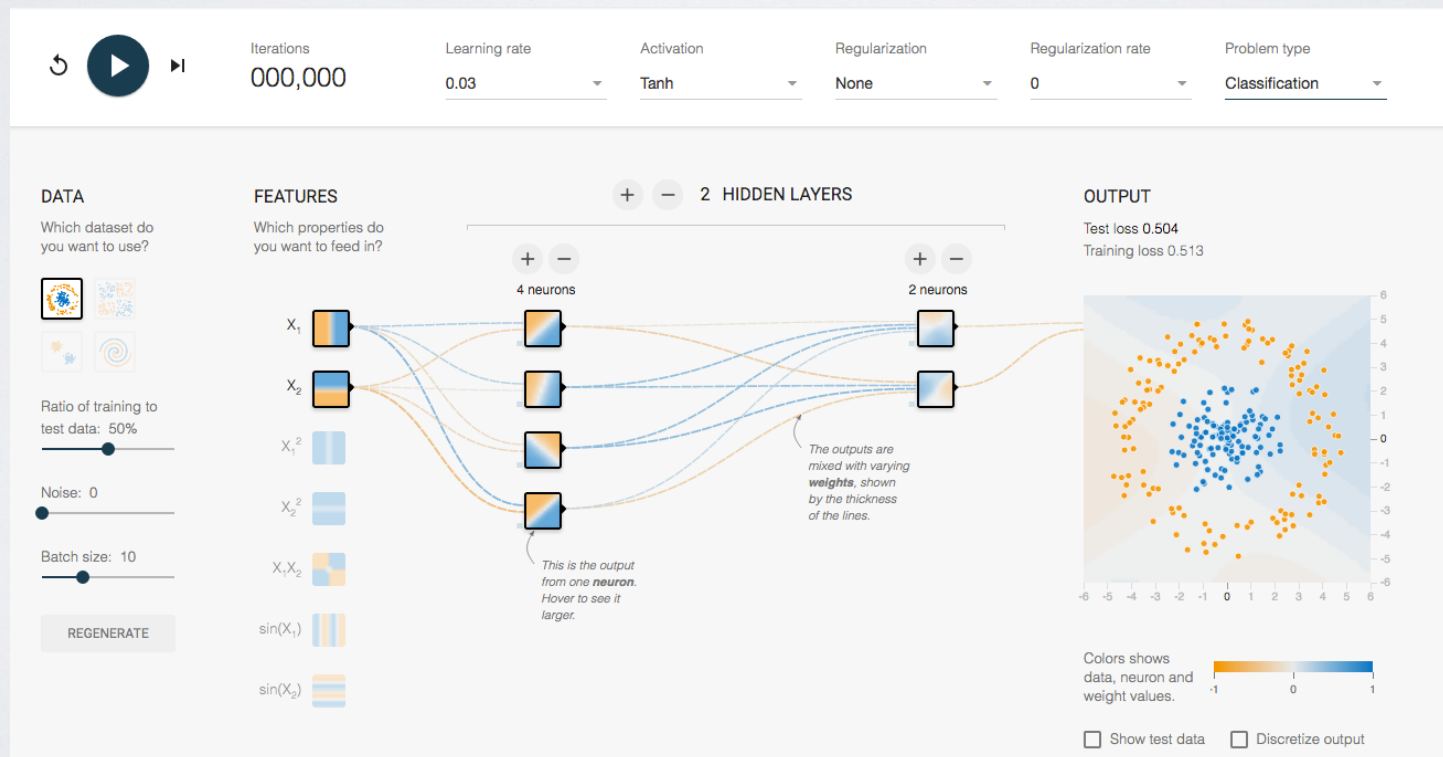 Iterations
000,000
Learning rate
0.03
Activation
Tanh
Regularization
None
Regularization rate
0
Problem type
Classification
DATA
Which dataset do
you want to use?
Ratio of training to
test data: 50%
Noise: 0
Batch size: 10
REGENERATE
FEATURES
Which properties do
you want to feed in?
X₁
X₂
X₁²
X₂²
X₁X₂
sin(X₁)
sin(X₂)
+ − 2 HIDDEN LAYERS
+ −
4 neurons
+ −
2 neurons
This is the output
from one neuron.
Hover to see it
larger.
The outputs are
mixed with varying
weights, shown
by the thickness
of the lines.
OUTPUT
Test loss 0.504
Training loss 0.513
6
5
4
3
2
1
0
-1
-2
-3
-4
-5
-6
-6 -5 -4 -3 -2 -1 0 1 2 3 4 5 6
Colors shows
data, neuron and
weight values.
-1 0 1
Show test data
Discretize output